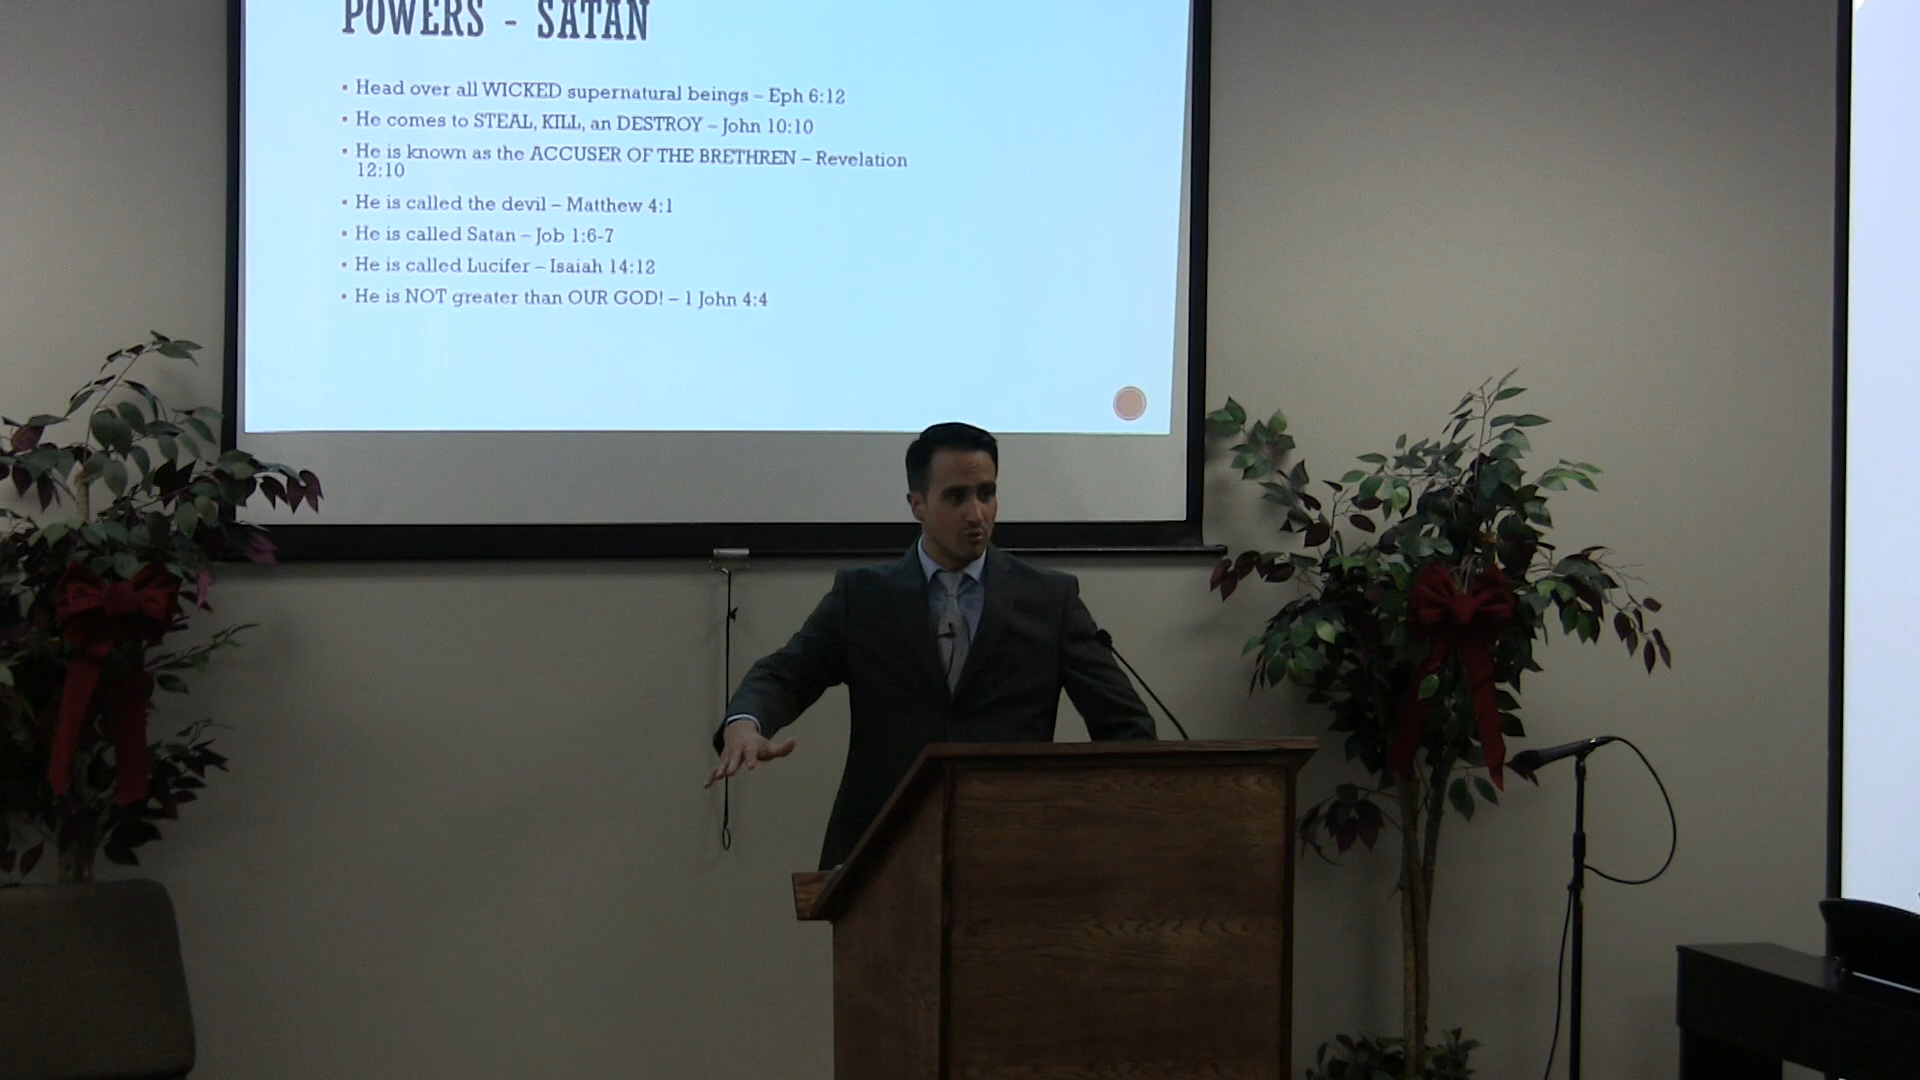 POWERS - SATAN
• Head over all WICKED supernatural beings – Eph 6:12
• He comes to STEAL, KILL, an DESTROY – John 10:10
• He is known as the ACCUSER OF THE BRETHREN – Revelation
12:10
• He is called the devil – Matthew 4:1
• He is called Satan – Job 1:6-7
• He is called Lucifer – Isaiah 14:12
• He is NOT greater than OUR GOD! – 1 John 4:4